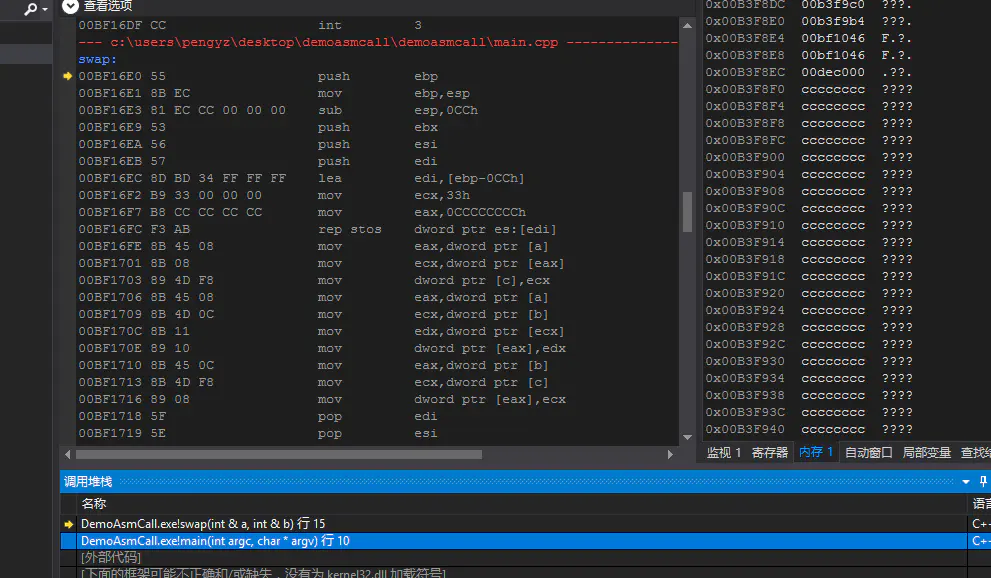 查看选项
00BF16DF CC int 3
--- c:\users\pengyz\desktop\demoasmcall\demoasmcall\main.cpp --------------
swap:
00BF16E0 55 push ebp
00BF16E1 8B EC mov ebp,esp
00BF16E3 81 EC CC 00 00 00 sub esp,0CCh
00BF16E9 53 push ebx
00BF16EA 56 push esi
00BF16EB 57 push edi
00BF16EC 8D BD 34 FF FF FF lea edi,[ebp-0CCh]
00BF16F2 B9 33 00 00 00 mov ecx,33h
00BF16F7 B8 CC CC CC CC mov eax,0CCCCCCCCh
00BF16FC F3 AB rep stos dword ptr es:[edi]
00BF16FE 8B 45 08 mov eax,dword ptr [a]
00BF1701 8B 08 mov ecx,dword ptr [eax]
00BF1703 89 4D F8 mov dword ptr [c],ecx
00BF1706 8B 45 08 mov eax,dword ptr [a]
00BF1709 8B 4D 0C mov ecx,dword ptr [b]
00BF170C 8B 11 mov edx,dword ptr [ecx]
00BF170E 89 10 mov dword ptr [eax],edx
00BF1710 8B 45 0C mov eax,dword ptr [b]
00BF1713 8B 4D F8 mov ecx,dword ptr [c]
00BF1716 89 08 mov dword ptr [eax],ecx
00BF1718 5F pop edi
00BF1719 5E pop esi
0x00B3F8DC 00b3f9c0 ???.
0x00B3F8E0 00b3f9b4 ???.
0x00B3F8E4 00bf1046 F.?.
0x00B3F8E8 00bf1046 F.?.
0x00B3F8EC 00dec000 .??.
0x00B3F8F0 cccccccc ????
0x00B3F8F4 cccccccc ????
0x00B3F8F8 cccccccc ????
0x00B3F8FC cccccccc ????
0x00B3F900 cccccccc ????
0x00B3F904 cccccccc ????
0x00B3F908 cccccccc ????
0x00B3F90C cccccccc ????
0x00B3F910 cccccccc ????
0x00B3F914 cccccccc ????
0x00B3F918 cccccccc ????
0x00B3F91C cccccccc ????
0x00B3F920 cccccccc ????
0x00B3F924 cccccccc ????
0x00B3F928 cccccccc ????
0x00B3F92C cccccccc ????
0x00B3F930 cccccccc ????
0x00B3F934 cccccccc ????
0x00B3F938 cccccccc ????
0x00B3F93C cccccccc ????
0x00B3F940 cccccccc ????
监视 1 寄存器 内存 1 自动窗口 局部变量 查找
调用堆栈
名称 语言
DemoAsmCall.exe!swap(int & a, int & b) 行 15 C++
DemoAsmCall.exe!main(int argc, char * argv) 行 10 C++
[外部代码]
[下面的框架可能不正确和/或缺失，没有为 kernel32.dll 加载符号]